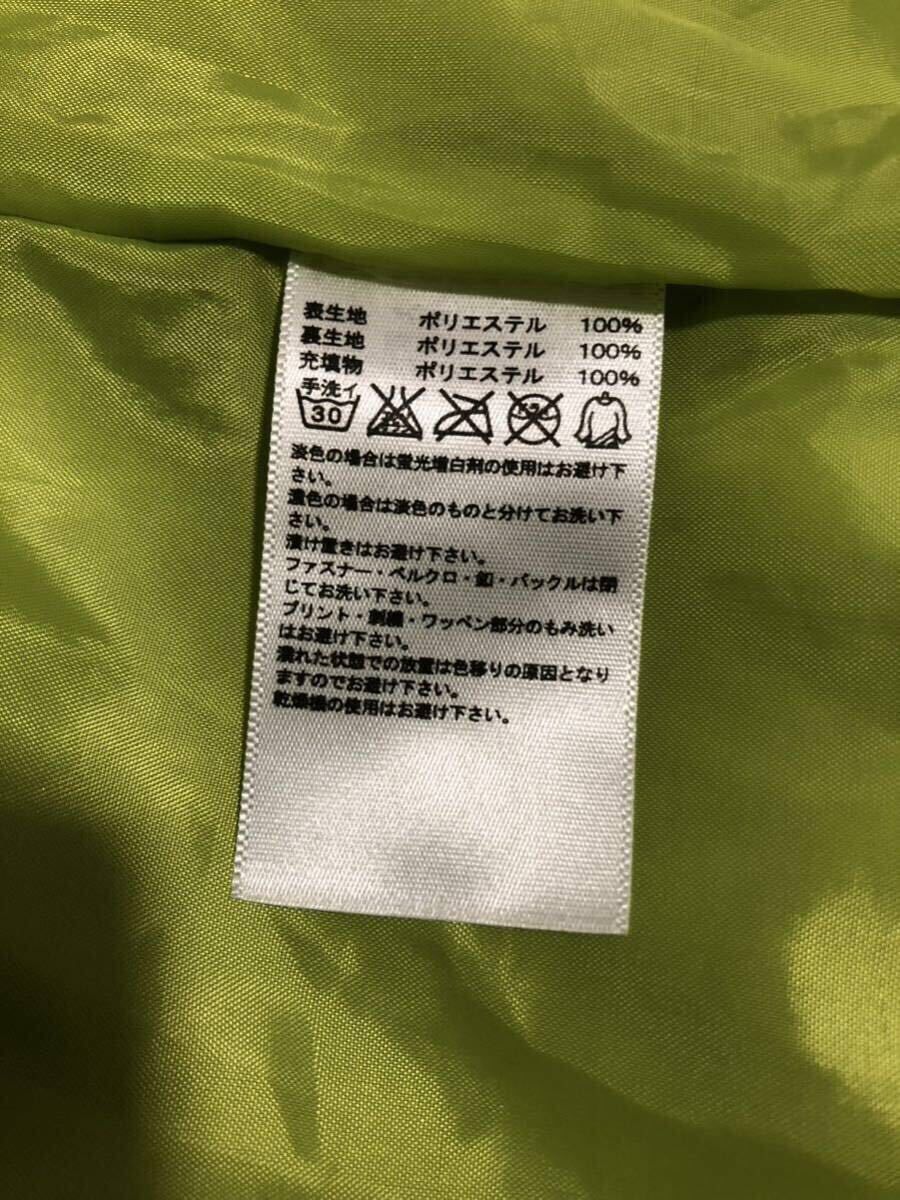 表生地 ポリエステル 100%
裏生地 ポリエステル 100%
充填物 ポリエステル 100%
手洗イ
30
淡色の場合は蛍光増白剤の使用はお避け下
さい。
濃色の場合は淡色のものと分けてお洗い下
さい。
漬け置きはお避け下さい。
ファスナー・ベルクロ・釦・バックルは閉
じてお洗い下さい。
プリント・刺繍・ワッペン部分のもみ洗い
はお避け下さい。
濡れた状態での放置は色移りの原因となり
ますのでお避け下さい。
乾燥機の使用はお避け下さい。